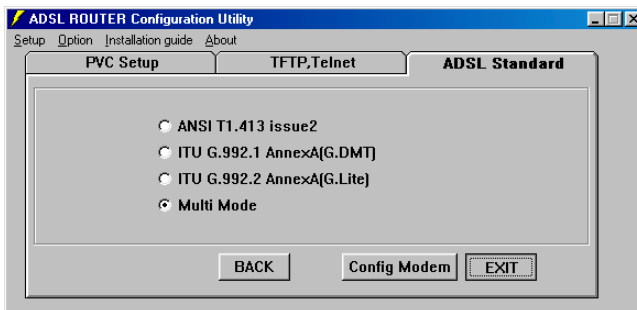 ADSL ROUTER Configuration Utility
Setup Option Installation guide About
PVC Setup TFTP,Telnet ADSL Standard
ANSI T1.413 issue2
ITU G.992.1 AnnexA(G.DMT)
ITU G.992.2 AnnexA(G.Lite)
Multi Mode
BACK Config Modem EXIT